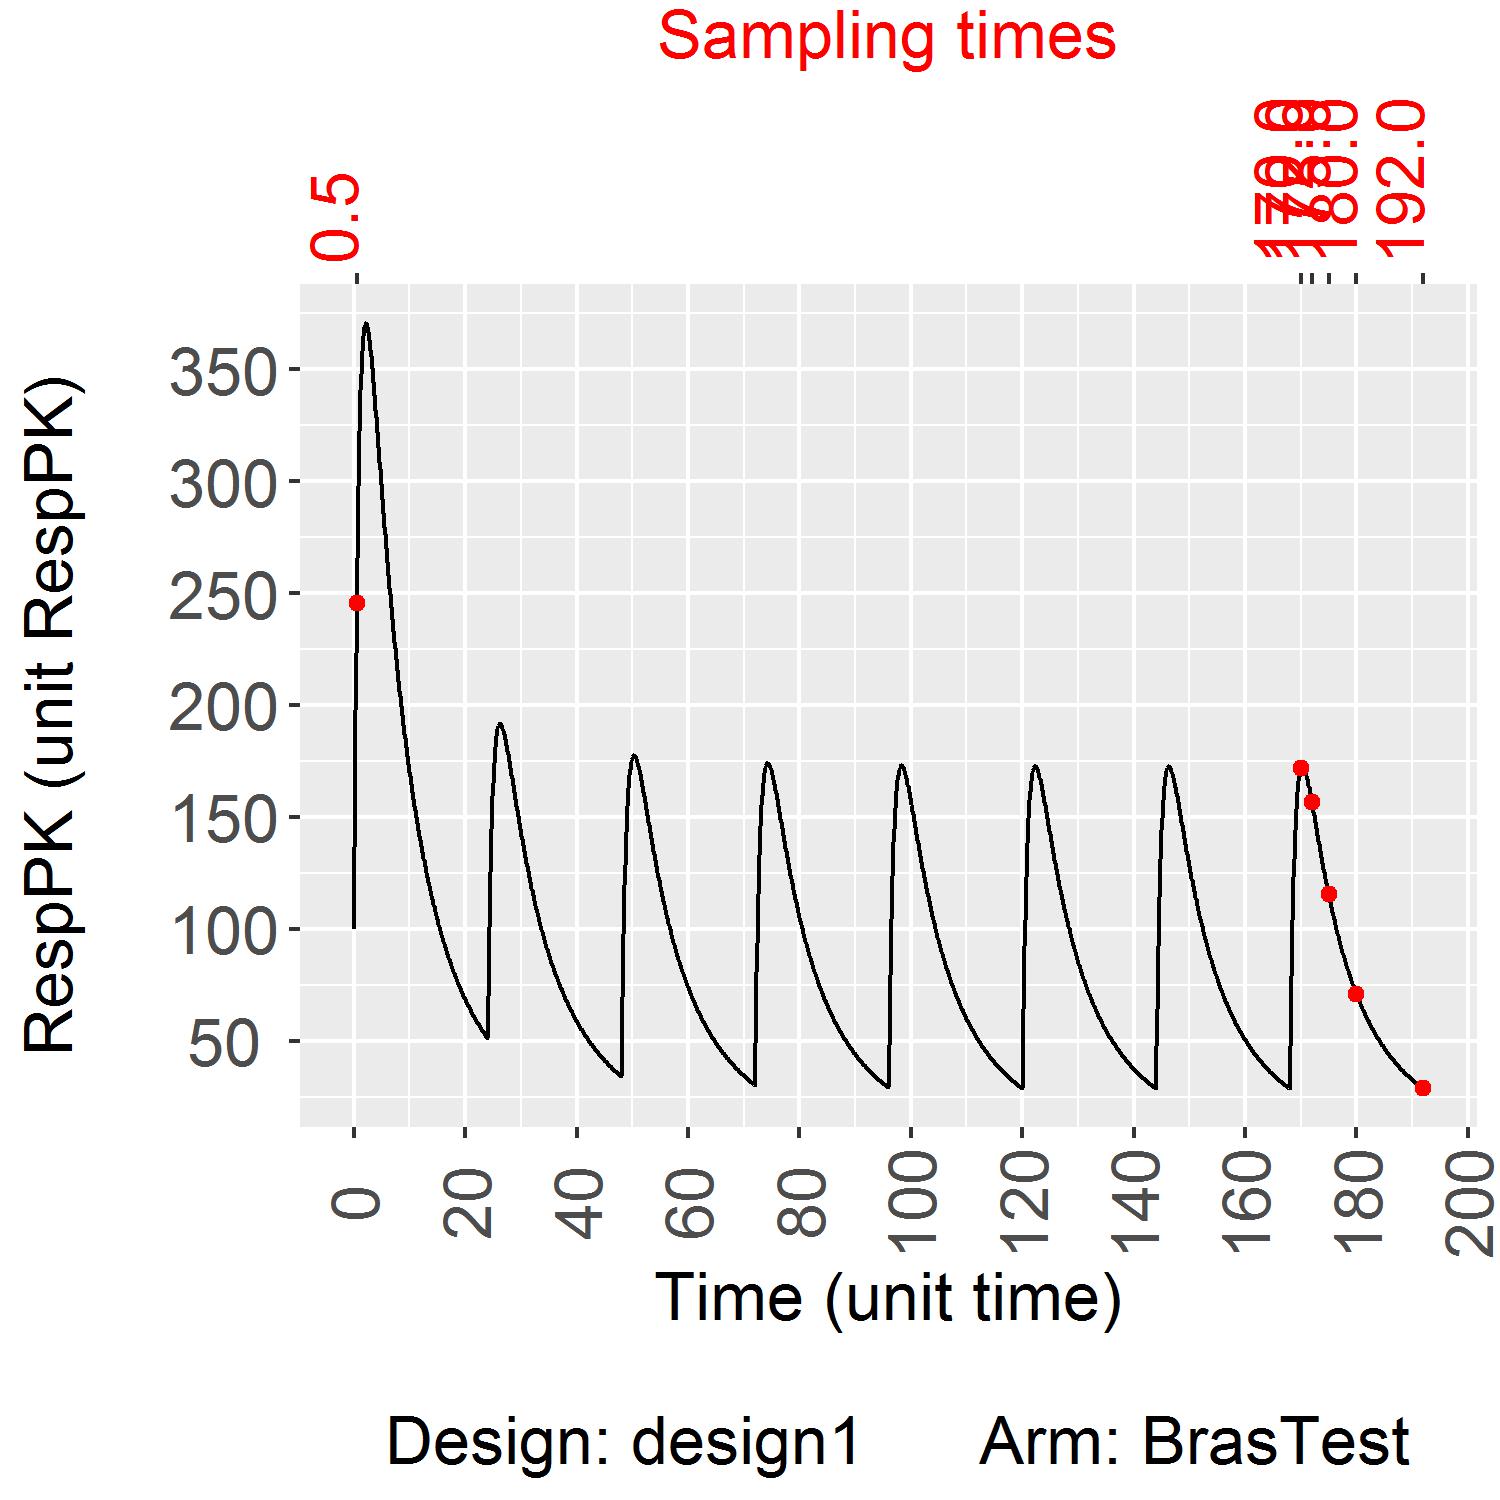 Sampling times
0.5
180.0
192.0
RespPK (unit RespPK)
350
300
250
200
150
100
50
0 20 40 60 80 100 120 140 160 180 200
Time (unit time)
Design: design1 Arm: BrasTest